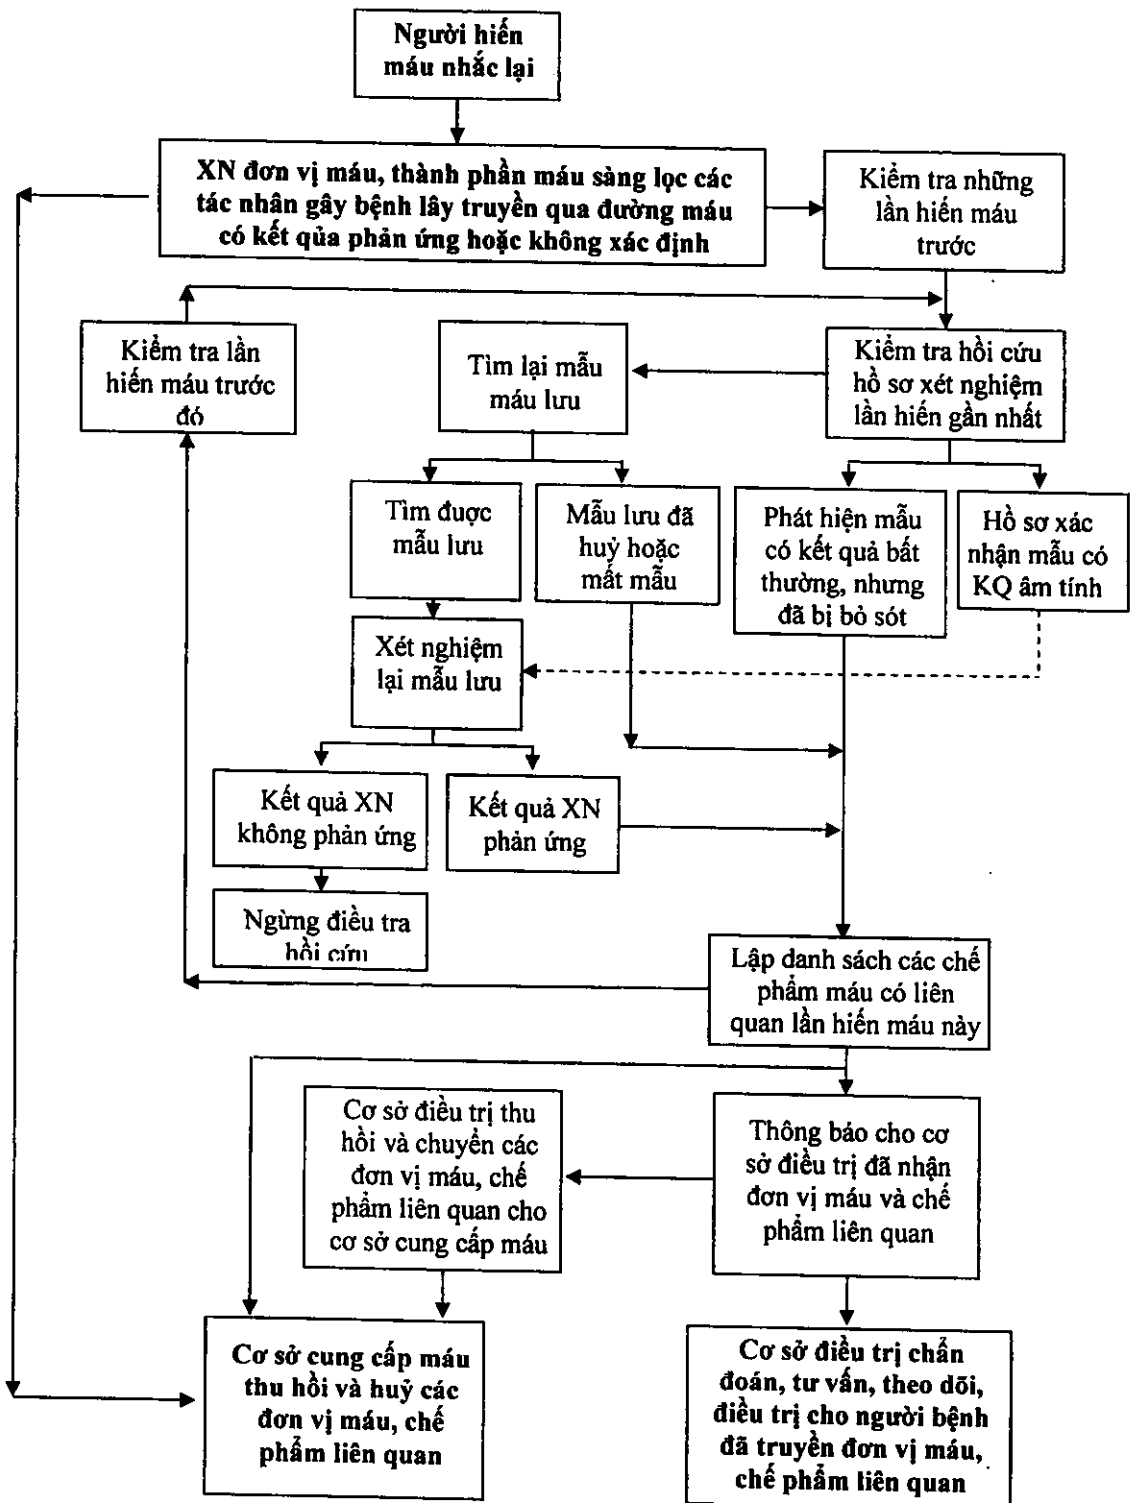 Người hiến
máu nhắc lại
XN đơn vị máu, thành phần máu sàng lọc các
tác nhân gây bệnh lây truyền qua đường máu
có kết qủa phản ứng hoặc không xác định
Kiểm tra những
lần hiến máu
trước
Kiểm tra lần
hiến máu trước
đó
Tìm lại mẫu
máu lưu
Kiểm tra hồi cứu
hồ sơ xét nghiệm
lần hiến gần nhất
Tìm đuợc
mẫu lưu
Mẫu lưu đã
huỷ hoặc
mất mẫu
Phát hiện mẫu
có kết quả bất
thường, nhưng
đã bị bỏ sót
Hồ sơ xác
nhận mẫu có
KQ âm tính
Xét nghiệm
lại mẫu lưu
Kết quả XN
không phản ứng
Kết quả XN
phản ứng
Ngừng điều tra
hồi cứu
Lập danh sách các chế
phẩm máu có liên
quan lần hiến máu này
Cơ sở điều trị thu
hồi và chuyển các
đơn vị máu, chế
phẩm liên quan cho
cơ sở cung cấp máu
Thông báo cho cơ
sở điều trị đã nhận
đơn vị máu và chế
phẩm liên quan
Cơ sở cung cấp máu
thu hồi và huỷ các
đơn vị máu, chế
phẩm liên quan
Cơ sở điều trị chẩn
đoán, tư vấn, theo dõi,
điều trị cho người bệnh
đã truyền đơn vị máu,
chế phẩm liên quan